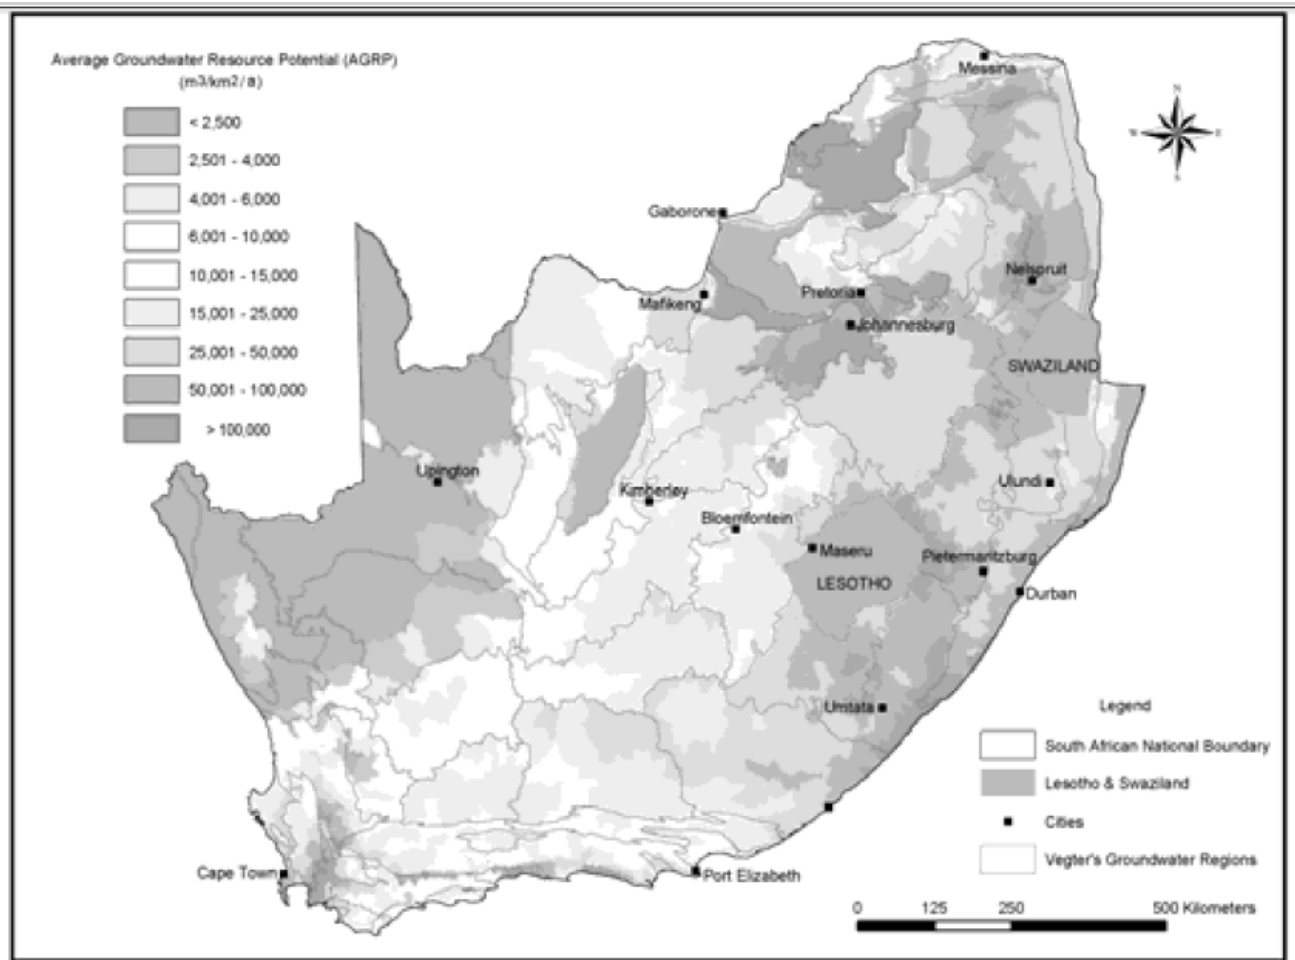 Average Groundwater Resource Potential (AGRP)
(m3/km2/a)
< 2,500
2,501 - 4,000
4,001 - 6,000
6,001 - 10,000
10,001 - 15,000
15,001 - 25,000
25,001 - 50,000
50,001 - 100,000
> 100,000
N
W E
S
Messina
Gaborone
Nelspruit
Mafikeng
Pretoria
Johannesburg
SWAZILAND
Upington
Kimberley
Ulundi
Bloemfontein
Maseru
Pietermaritzburg
LESOTHO
Durban
Umtata
Cape Town
Port Elizabeth
Legend
South African National Boundary
Lesotho & Swaziland
Cities
Vegter's Groundwater Regions
0 125 250 500 Kilometers